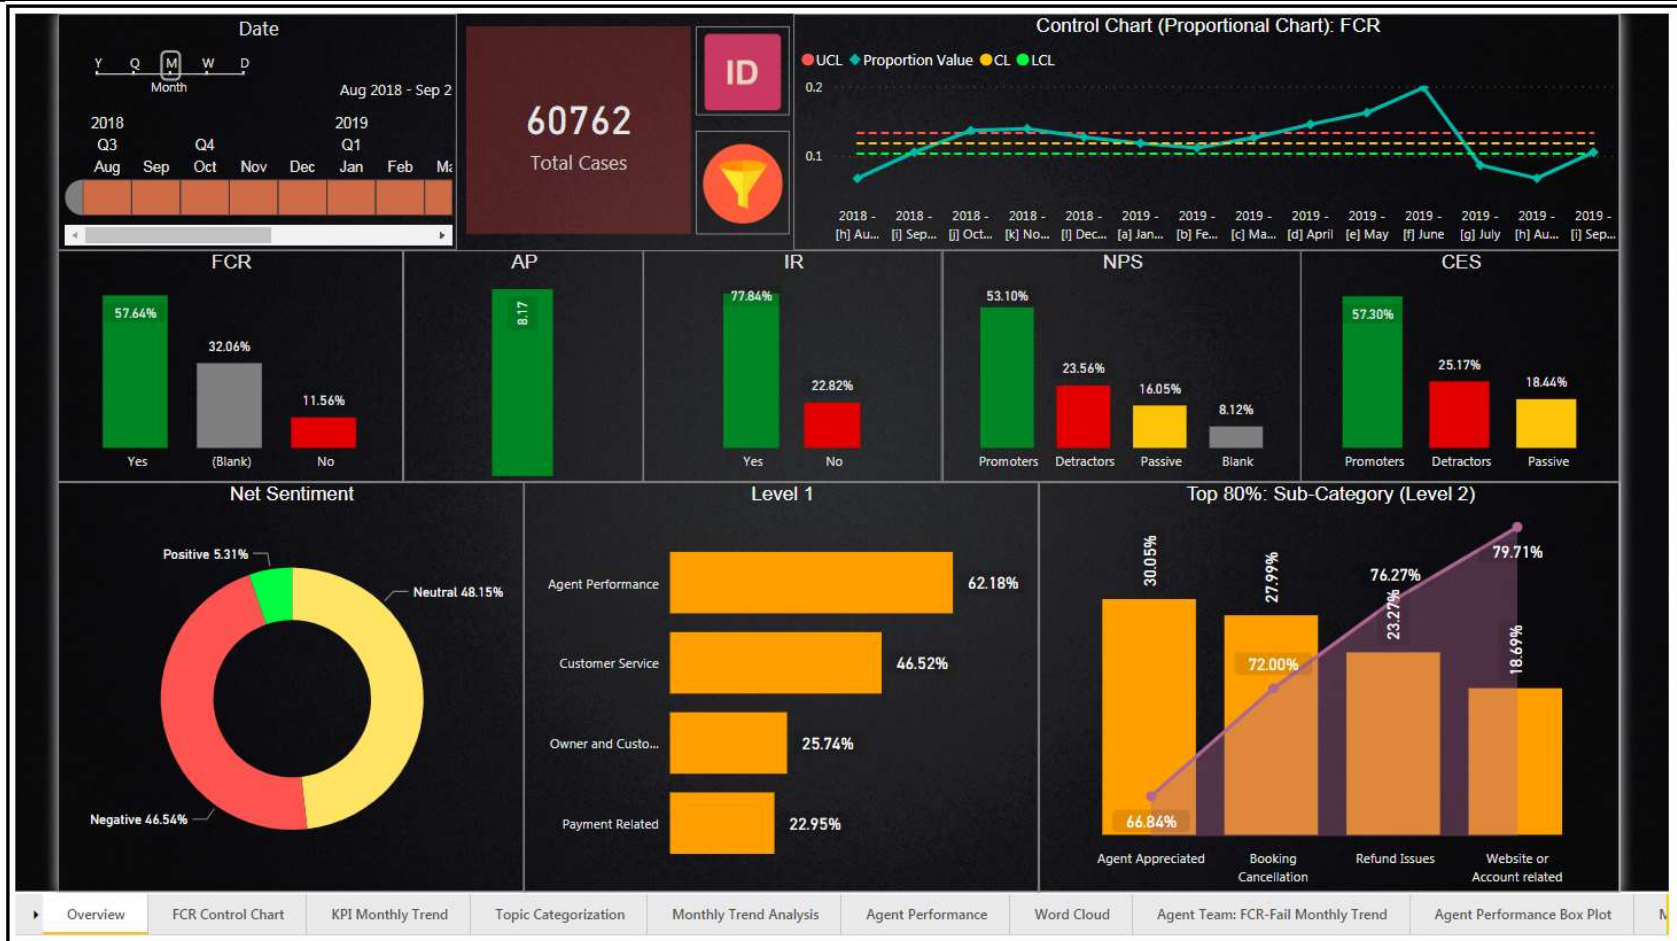 Date
Y Q M W D
Month
Aug 2018 - Sep 2
2018 2019
Q3 Q4 Q1
Aug Sep Oct Nov Dec Jan Feb Ma
60762
Total Cases
ID
Control Chart (Proportional Chart): FCR
UCL Proportion Value CL LCL
0.2
0.1
2018 - 2018 - 2018 - 2018 - 2018 - 2019 - 2019 - 2019 - 2019 - 2019 - 2019 - 2019 - 2019 - 2019 -
[h] Au... [i] Sep... [j] Oct... [k] No... [l] Dec... [a] Jan... [b] Fe... [c] Ma... [d] April [e] May [f] June [g] July [h] Au... [i] Sep...
FCR
57.64%
32.06%
11.56%
Yes (Blank) No
AP
8.17
IR
77.84%
22.82%
Yes No
NPS
53.10%
23.56%
16.05%
8.12%
Promoters Detractors Passive Blank
CES
57.30%
25.17%
18.44%
Promoters Detractors Passive
Net Sentiment
Positive 5.31%
Neutral 48.15%
Negative 46.54%
Level 1
Agent Performance 62.18%
Customer Service 46.52%
Owner and Custo... 25.74%
Payment Related 22.95%
Top 80%: Sub-Category (Level 2)
30.05%
27.99%
23.27%
18.69%
66.84%
72.00%
76.27%
79.71%
Agent Appreciated
Booking
Cancellation
Refund Issues
Website or
Account related
Overview FCR Control Chart KPI Monthly Trend Topic Categorization Monthly Trend Analysis Agent Performance Word Cloud Agent Team: FCR-Fail Monthly Trend Agent Performance Box Plot